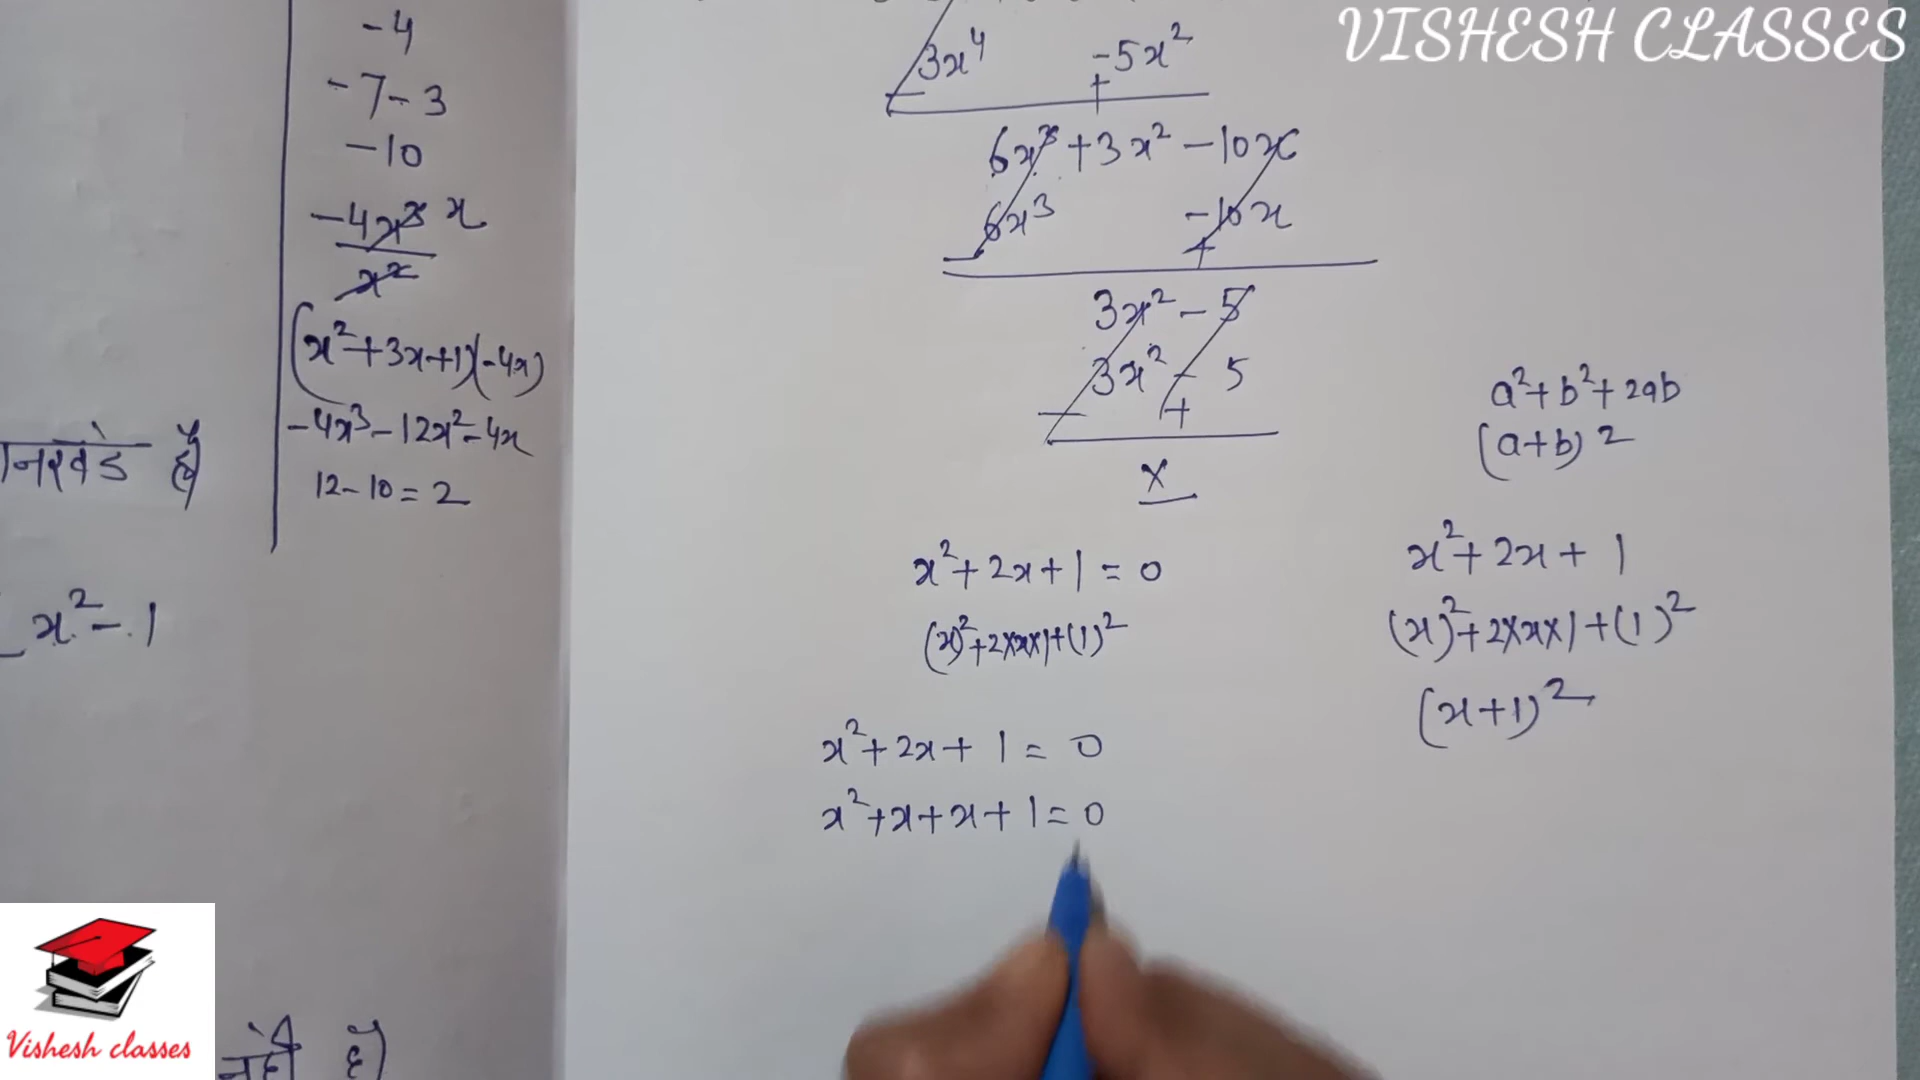 VISHESH CLASSES
-4
-7-3
-10
-4x³ x
x²
(x²+3x+1)(-4x)
-4x³-12x²-4x
12-10=2
हैं
x²-1
नहीं हैं
3x⁴ -5x²
+
6x³+3x²-10x
6x³ -10x
- +
3x²-5
3x²-5
- +
x
x²+2x+1=0
(x)²+2×x×1+(1)²
x²+2x+1=0
x²+x+x+1=0
a²+b²+2ab
(a+b)²
x²+2x+1
(x)²+2×x×1+(1)²
(x+1)²
Vishesh classes